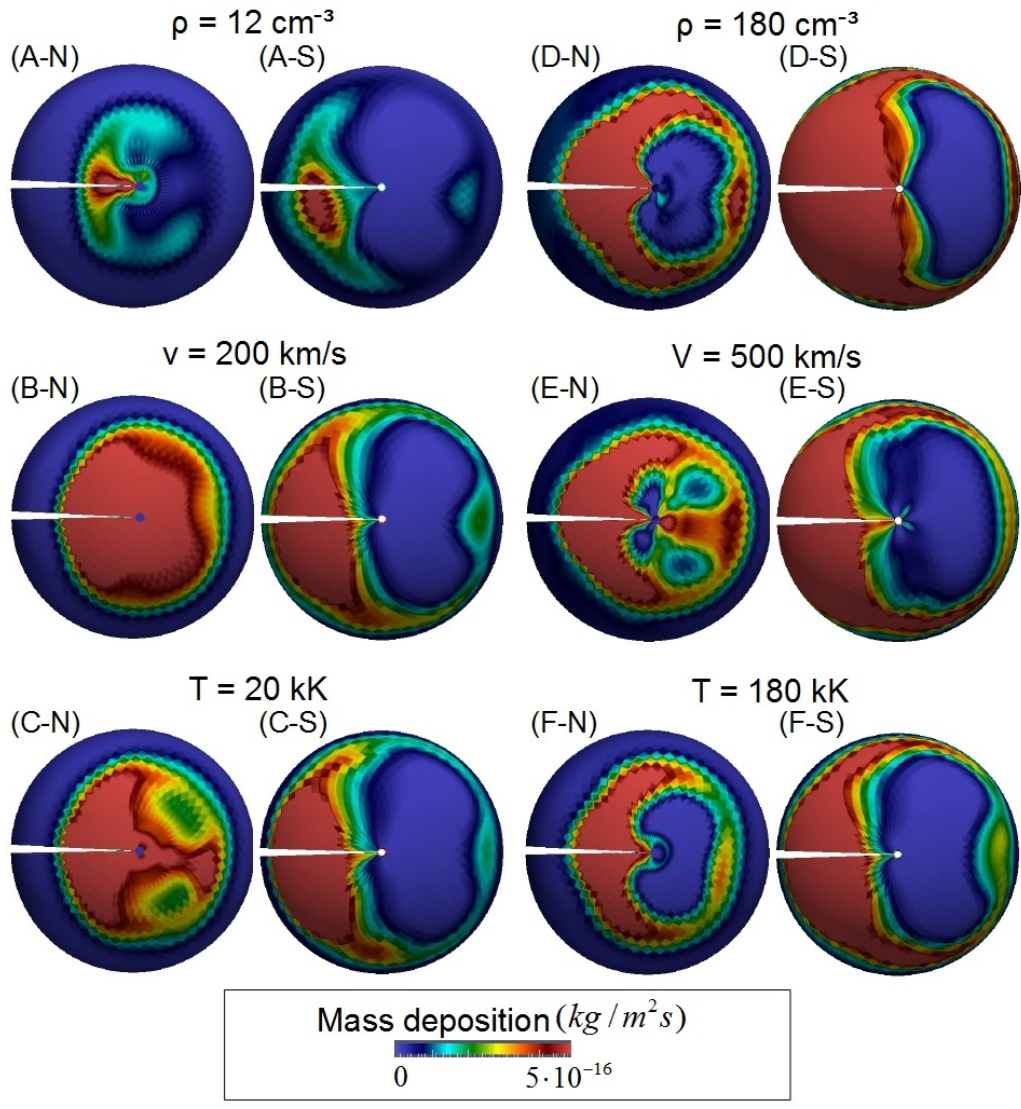 ρ = 12 cm⁻³ ρ = 180 cm⁻³
(A-N) (A-S) (D-N) (D-S)
v = 200 km/s V = 500 km/s
(B-N) (B-S) (E-N) (E-S)
T = 20 kK T = 180 kK
(C-N) (C-S) (F-N) (F-S)
Mass deposition (kg/m²s)
0 5·10⁻¹⁶